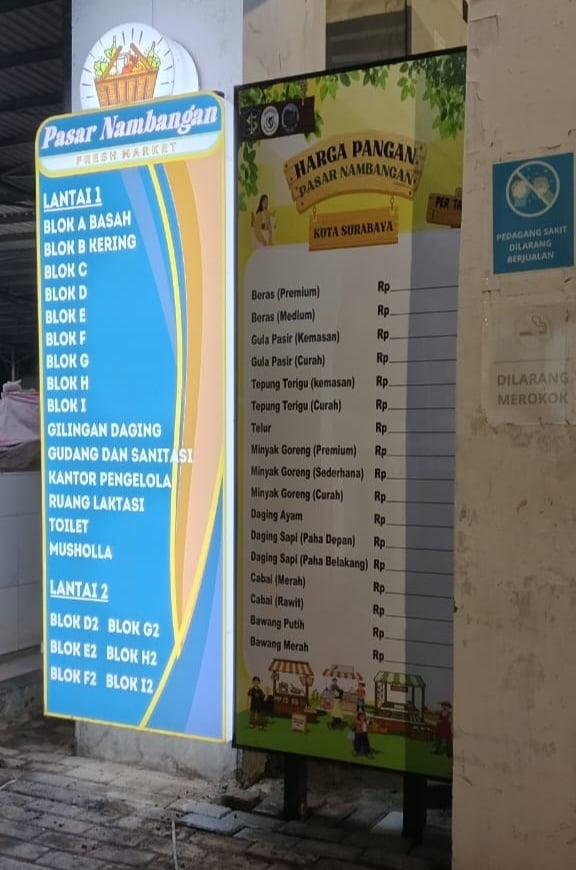 Pasar Nambangan
FRESH MARKET
LANTAI 1
BLOK A BASAH
BLOK B KERING
BLOK C
BLOK D
BLOK E
BLOK F
BLOK G
BLOK H
BLOK I
GILINGAN DAGING
GUDANG DAN SANITASI
KANTOR PENGELOLA
RUANG LAKTASI
TOILET
MUSHOLLA
LANTAI 2
BLOK D2 BLOK G2
BLOK E2 BLOK H2
BLOK F2 BLOK I2
HARGA PANGAN
PASAR NAMBANGAN
KOTA SURABAYA
PER
Beras (Premium) Rp
Beras (Medium) Rp
Gula Pasir (Kemasan) Rp
Gula Pasir (Curah) Rp
Tepung Terigu (kemasan) Rp
Tepung Terigu (Curah) Rp
Telur Rp
Minyak Goreng (Premium) Rp
Minyak Goreng (Sederhana) Rp
Minyak Goreng (Curah) Rp
Daging Ayam Rp
Daging Sapi (Paha Depan) Rp
Daging Sapi (Paha Belakang) Rp
Cabai (Merah) Rp
Cabai (Rawit) Rp
Bawang Putih Rp
Bawang Merah Rp
PEDAGANG SAKIT
DILARANG
BERJUALAN
DILARANG
MEROKOK